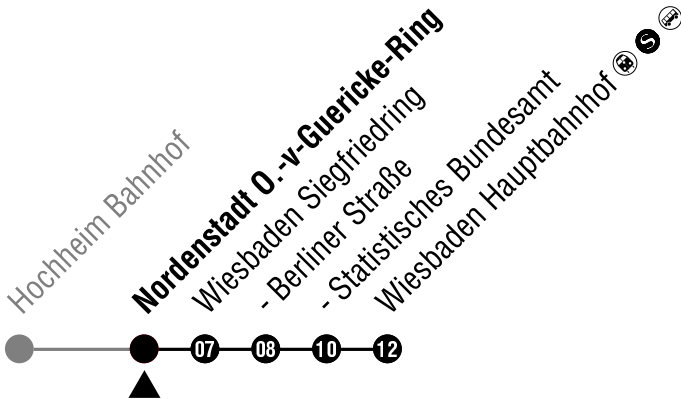 Hochheim Bahnhof
Nordenstadt O.-v-Guericke-Ring
Wiesbaden Siegfriedring
- Berliner Straße
- Statistisches Bundesamt
Wiesbaden Hauptbahnhof S
07 08 10 12